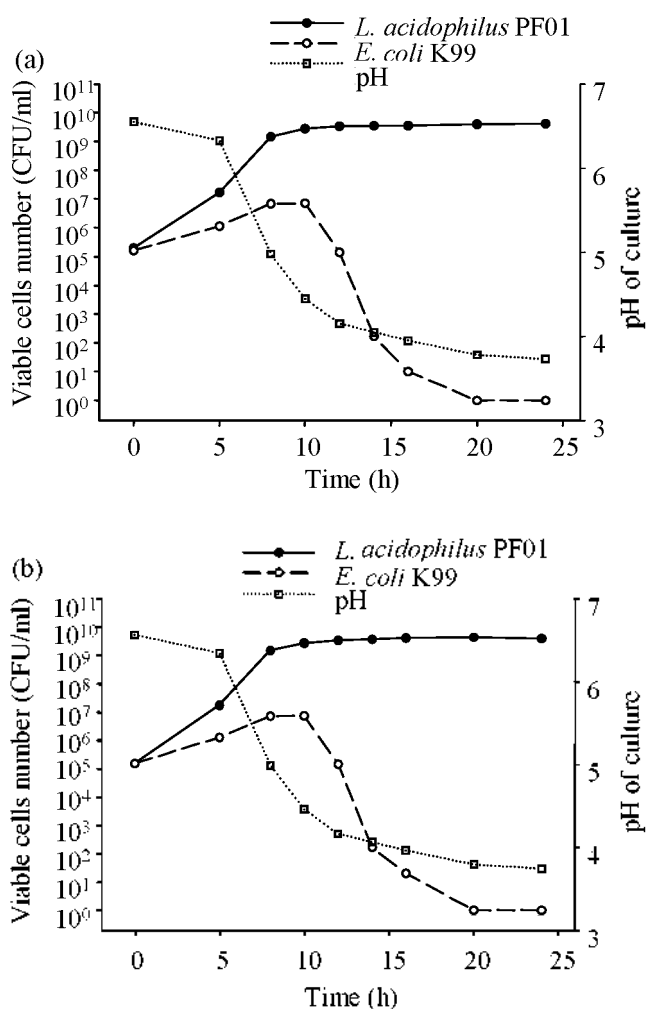 L. acidophilus PF01
E. coli K99
pH
(a)
Viable cells number (CFU/ml)
10¹¹
10¹⁰
10⁹
10⁸
10⁷
10⁶
10⁵
10⁴
10³
10²
10¹
10⁰
7
6
5
4
3
pH of culture
0 5 10 15 20 25
Time (h)
L. acidophilus PF01
E. coli K99
pH
(b)
Viable cells number (CFU/ml)
10¹¹
10¹⁰
10⁹
10⁸
10⁷
10⁶
10⁵
10⁴
10³
10²
10¹
10⁰
7
6
5
4
3
pH of culture
0 5 10 15 20 25
Time (h)